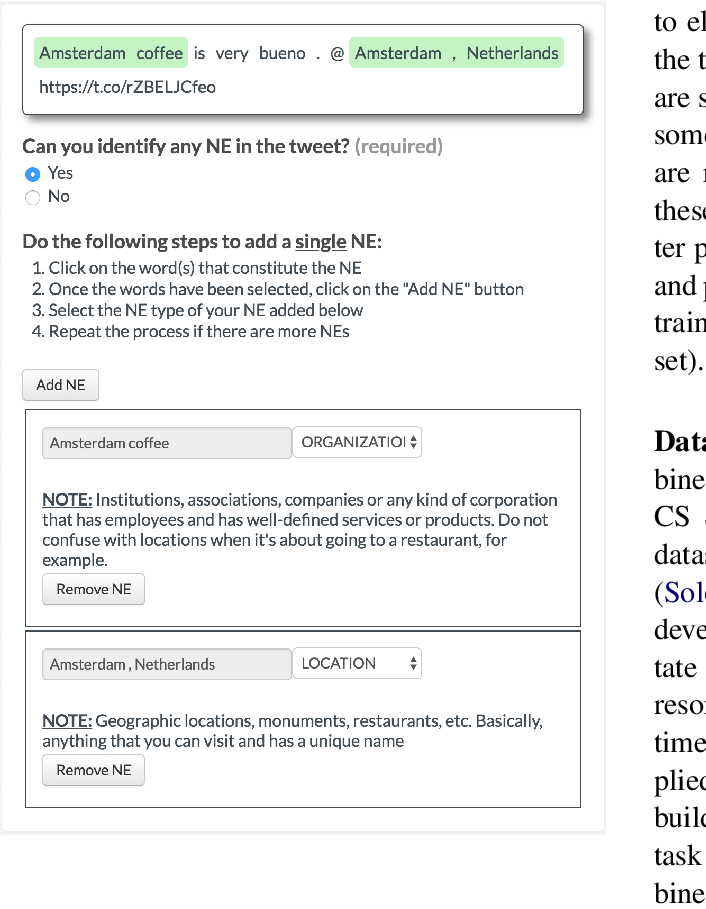 Amsterdam coffee is very bueno . @ Amsterdam , Netherlands
https://t.co/rZBELJCfeo
Can you identify any NE in the tweet? (required)
Yes
No
Do the following steps to add a single NE:
1. Click on the word(s) that constitute the NE
2. Once the words have been selected, click on the "Add NE" button
3. Select the NE type of your NE added below
4. Repeat the process if there are more NEs
Add NE
Amsterdam coffee ORGANIZATIO
NOTE: Institutions, associations, companies or any kind of corporation
that has employees and has well-defined services or products. Do not
confuse with locations when it's about going to a restaurant, for
example.
Remove NE
Amsterdam , Netherlands LOCATION
NOTE: Geographic locations, monuments, restaurants, etc. Basically,
anything that you can visit and has a unique name
Remove NE
to el
the t
are s
some
are
these
ter p
and p
train
set).
Data
bine
CS
data
(Sol
deve
tate
reso
time
plied
build
task
bine